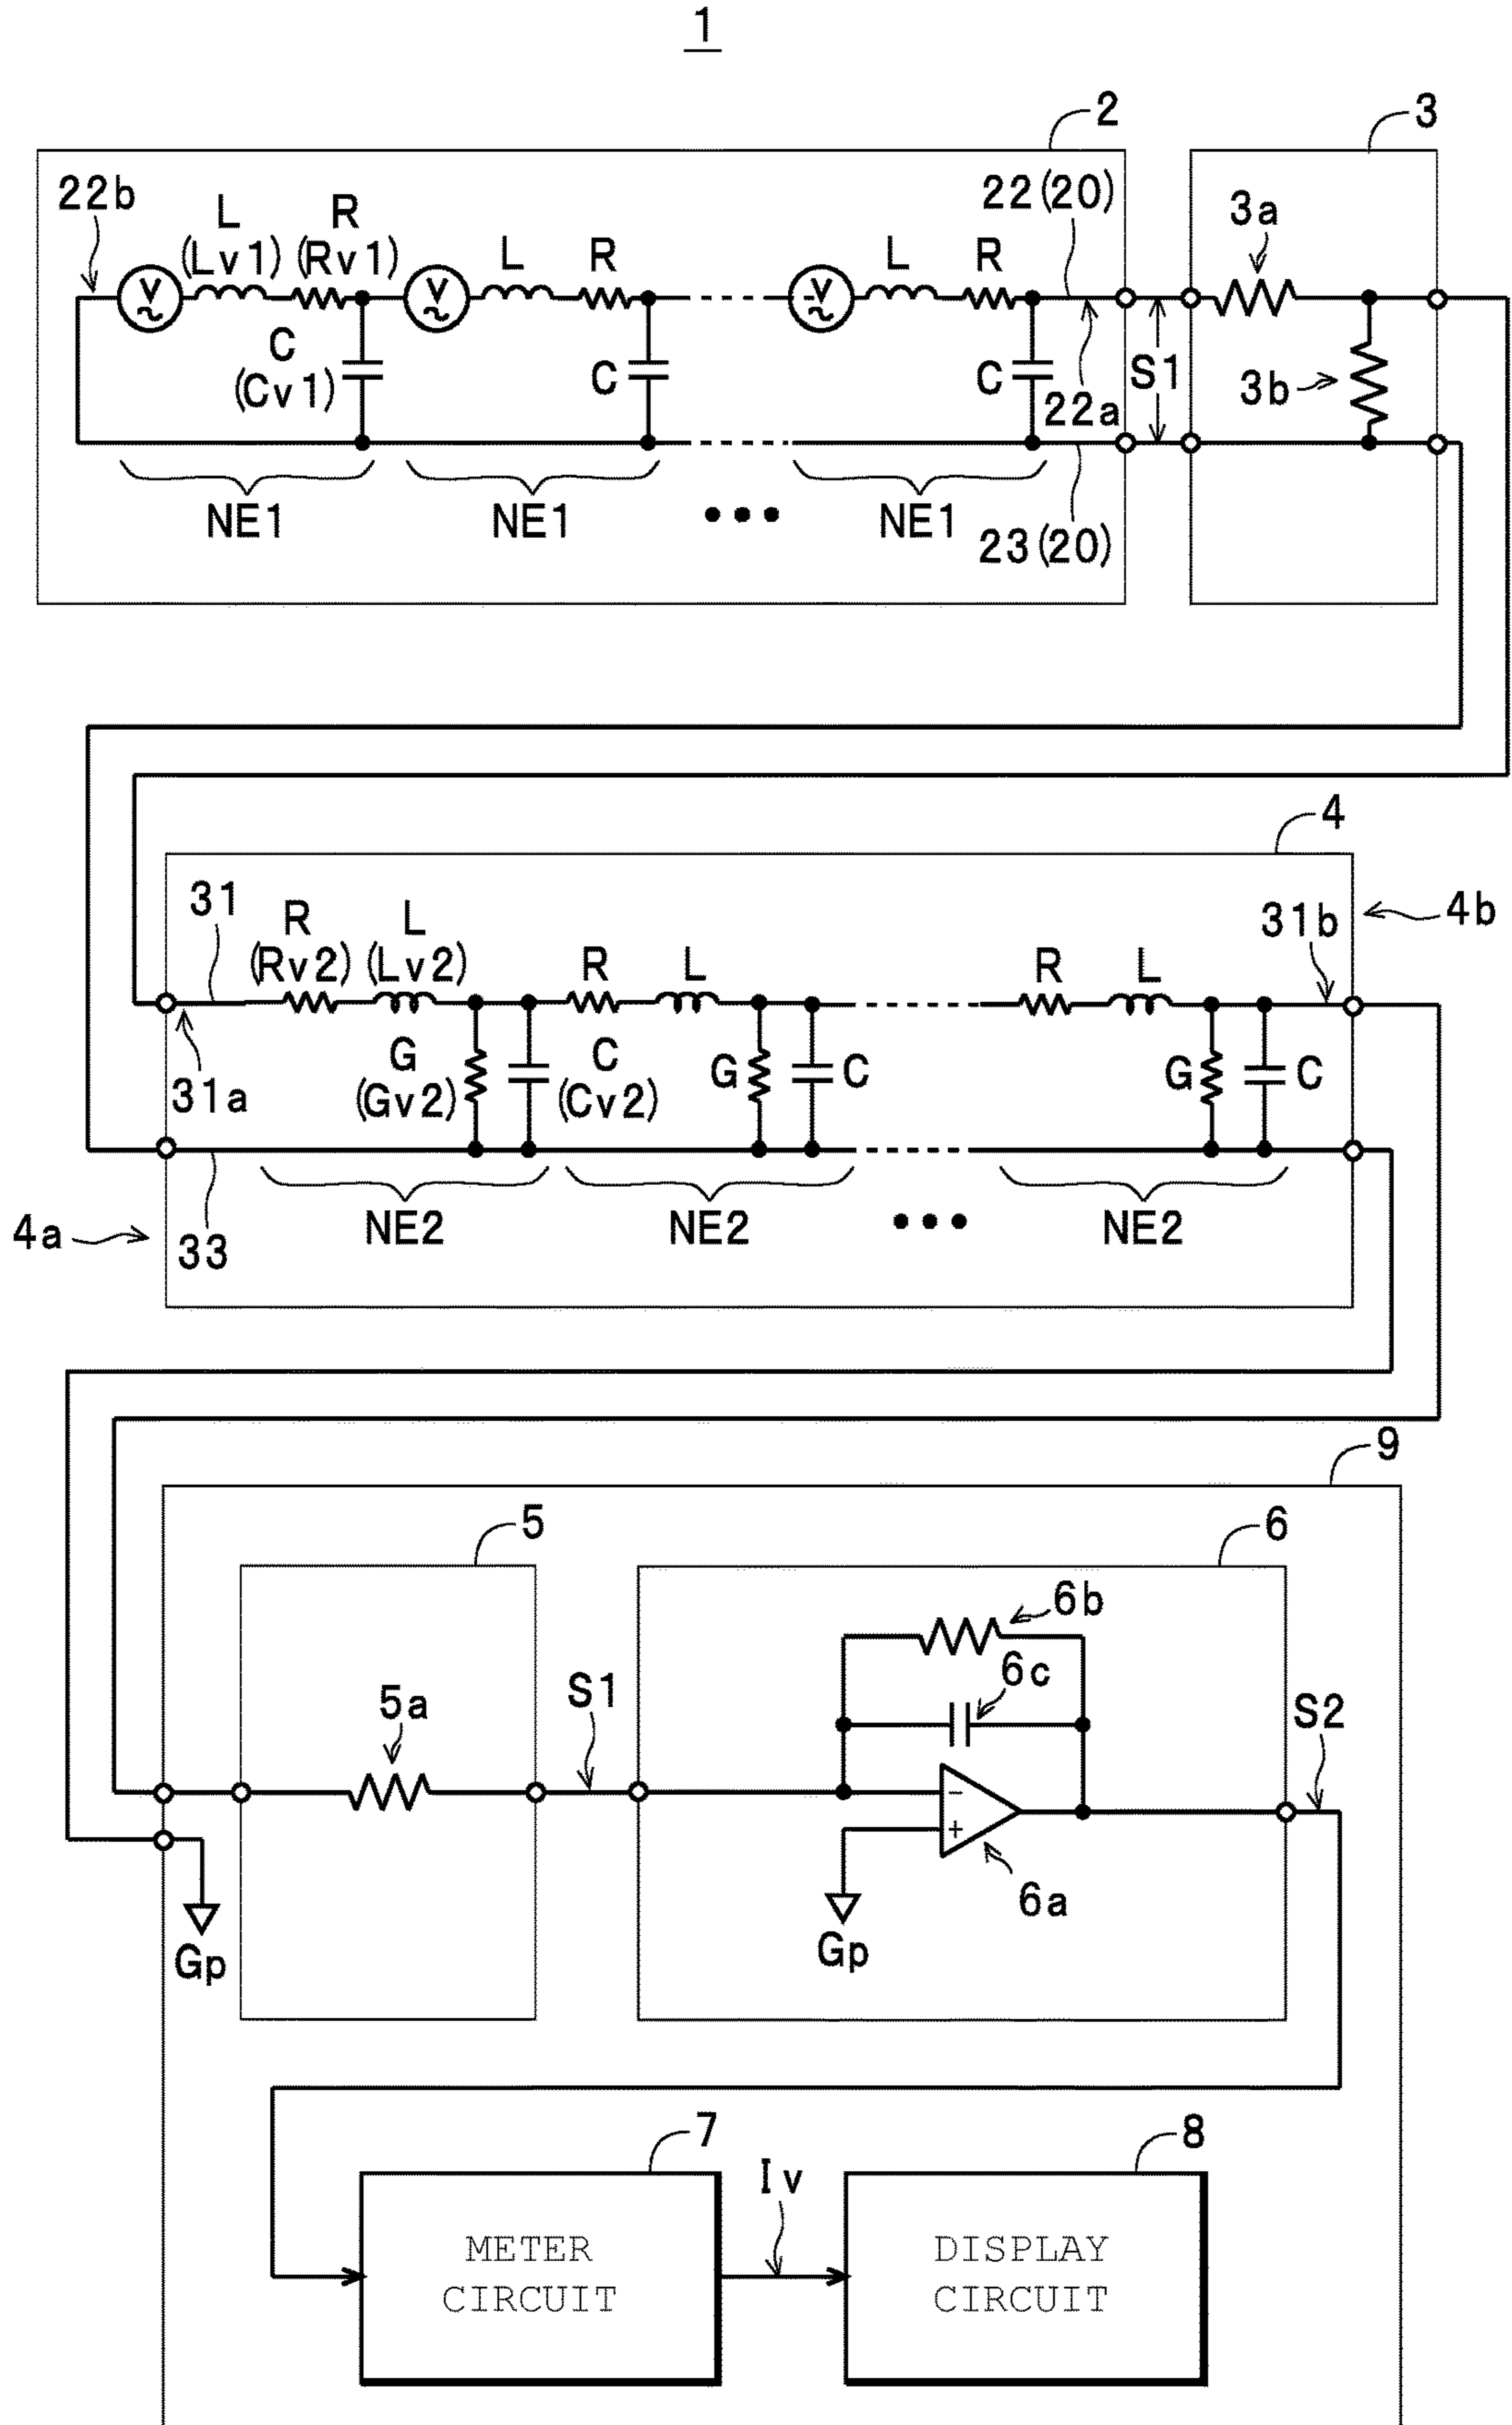 1
2
3
22b
L
(Lv1)
R
(Rv1)
L
R
L
R
22(20)
3a
V
V
V
C
(Cv1)
C
C
22a
S1
3b
NE1
NE1
NE1
23(20)
4
31
R
(Rv2)
L
(Lv2)
R
L
R
L
31b
4b
31a
G
(Gv2)
C
(Cv2)
G
C
G
C
4a
33
NE2
NE2
NE2
9
5
6
6b
6c
5a
S1
S2
-
+
6a
Gp
Gp
7
8
Iv
METER
CIRCUIT
DISPLAY
CIRCUIT